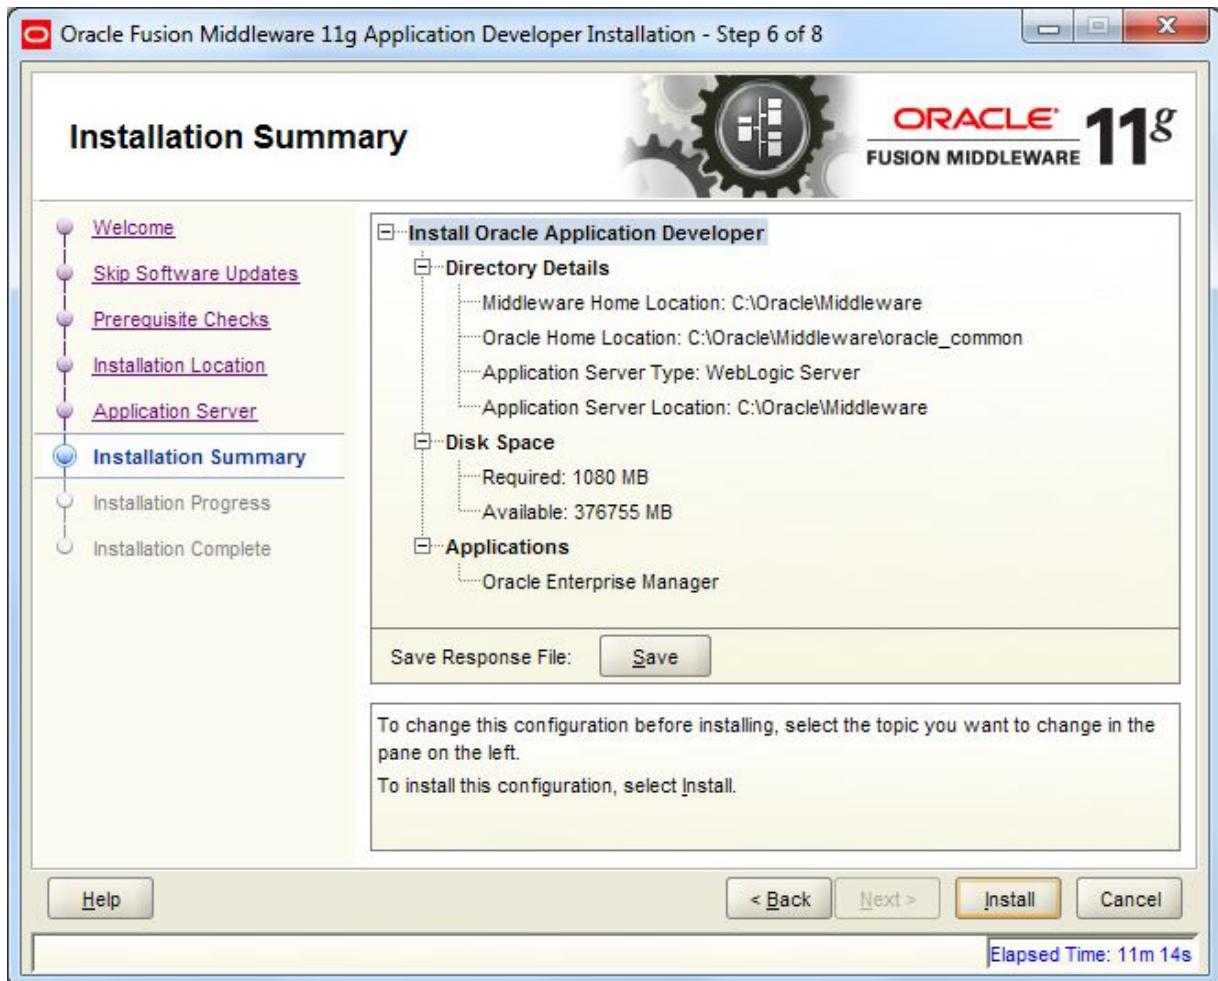 Oracle Fusion Middleware 11g Application Developer Installation - Step 6 of 8
Installation Summary
ORACLE
FUSION MIDDLEWARE 11g
Welcome
Skip Software Updates
Prerequisite Checks
Installation Location
Application Server
Installation Summary
Installation Progress
Installation Complete
Install Oracle Application Developer
Directory Details
Middleware Home Location: C:\Oracle\Middleware
Oracle Home Location: C:\Oracle\Middleware\oracle_common
Application Server Type: WebLogic Server
Application Server Location: C:\Oracle\Middleware
Disk Space
Required: 1080 MB
Available: 376755 MB
Applications
Oracle Enterprise Manager
Save Response File: Save
To change this configuration before installing, select the topic you want to change in the
pane on the left.
To install this configuration, select Install.
Help < Back Next > Install Cancel
Elapsed Time: 11m 14s